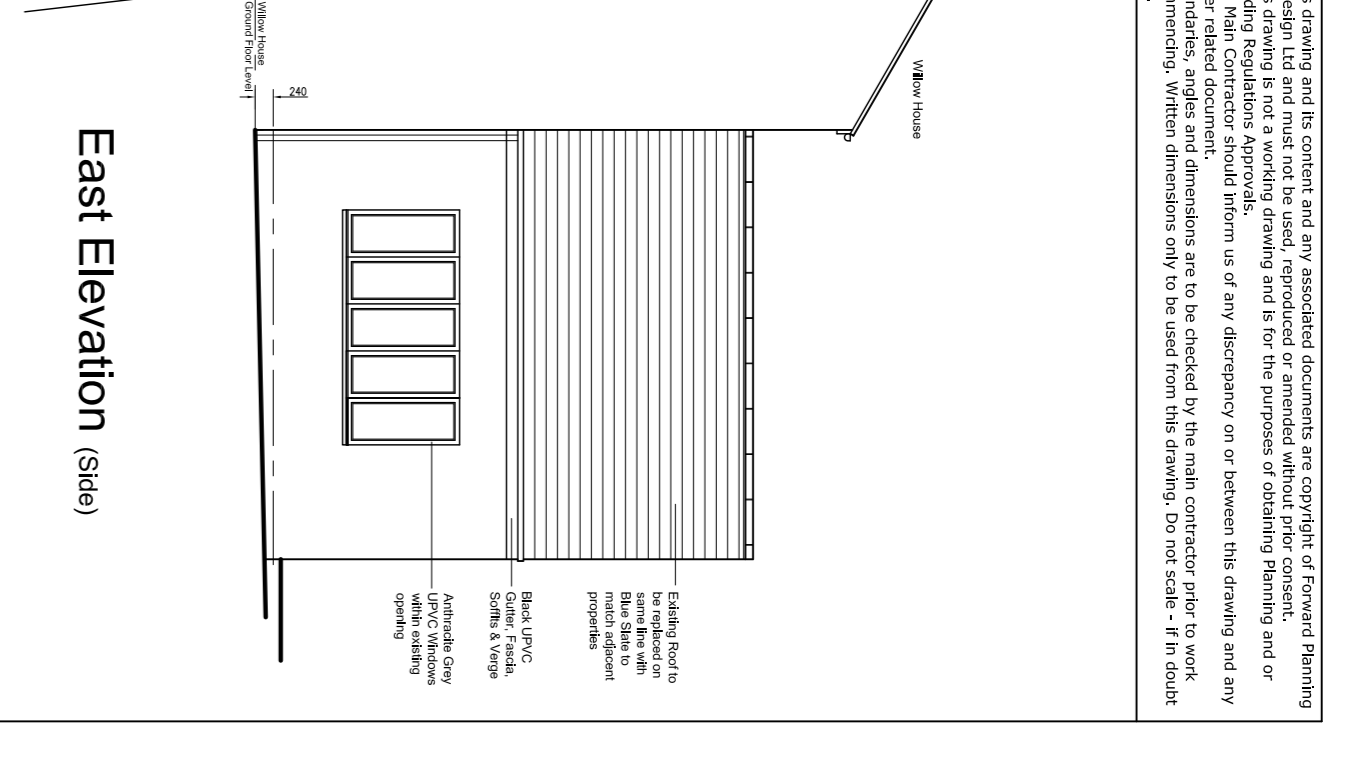 s drawing and its content and any associated documents are copyright of Forward Planning
esign Ltd and must not be used, reproduced or amended without prior consent.
s drawing is not a working drawing and is for the purposes of obtaining Planning and or
ding Regulations Approvals.
Main Contractor should inform us of any discrepancy on or between this drawing and any
er related document.
ndaries, angles and dimensions are to be checked by the main contractor prior to work
mmencing. Written dimensions only to be used from this drawing. Do not scale - if in doubt
Willow House
Existing Roof to
be replaced on
same line with
Blue Slate to
match adjacent
properties
Black UPVC
Gutter, Fascia,
Soffits & Verge
Anthracite Grey
UPVC Windows
within existing
opening
240
Willow House
Ground Floor Level
East Elevation (Side)